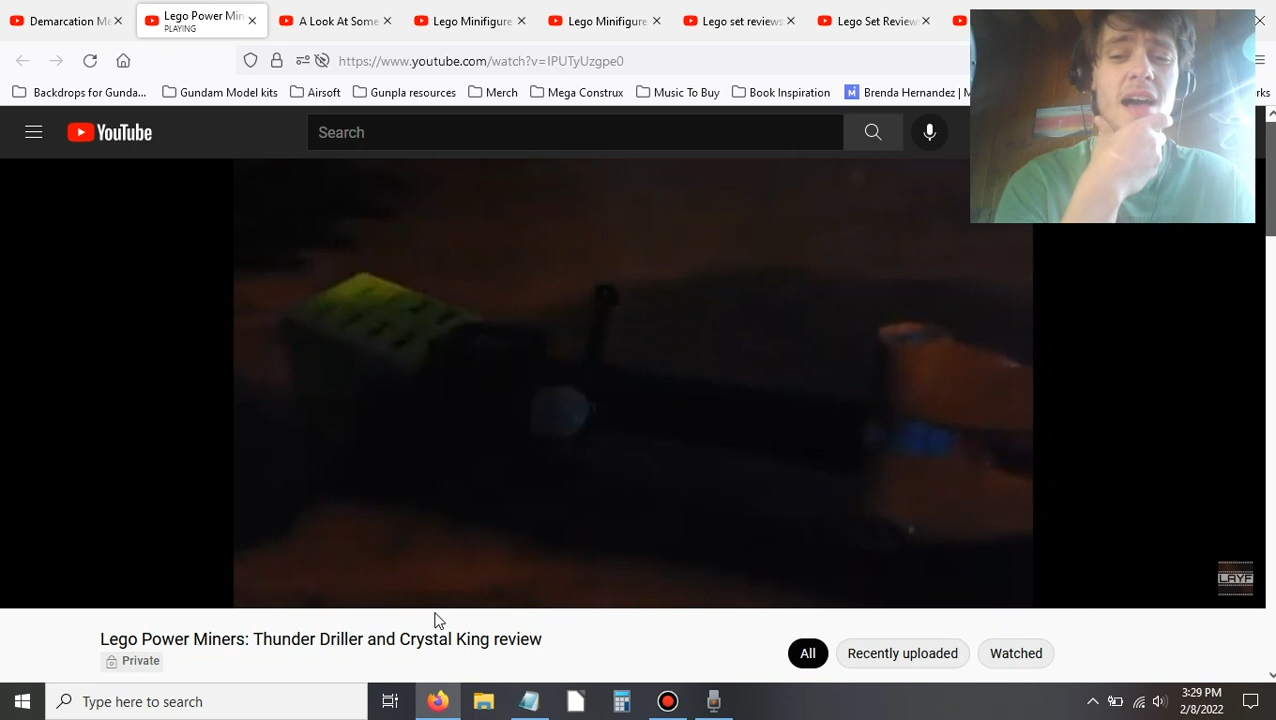 Demarcation Me
Lego Power Min
PLAYING
A Look At Some
Lego Minifigure
Lego Minifigure
Lego set reviews
Lego Set Review
https://www.youtube.com/watch?v=IPUTyUzgpe0
Backdrops for Gunda...
Gundam Model kits
Airsoft
Gunpla resources
Merch
Mega Construx
Music To Buy
Book Inspiration
M
Brenda Hernandez | M
rks
YouTube
Search
LAYF
Lego Power Miners: Thunder Driller and Crystal King review
Private
All
Recently uploaded
Watched
Type here to search
3:29 PM
2/8/2022